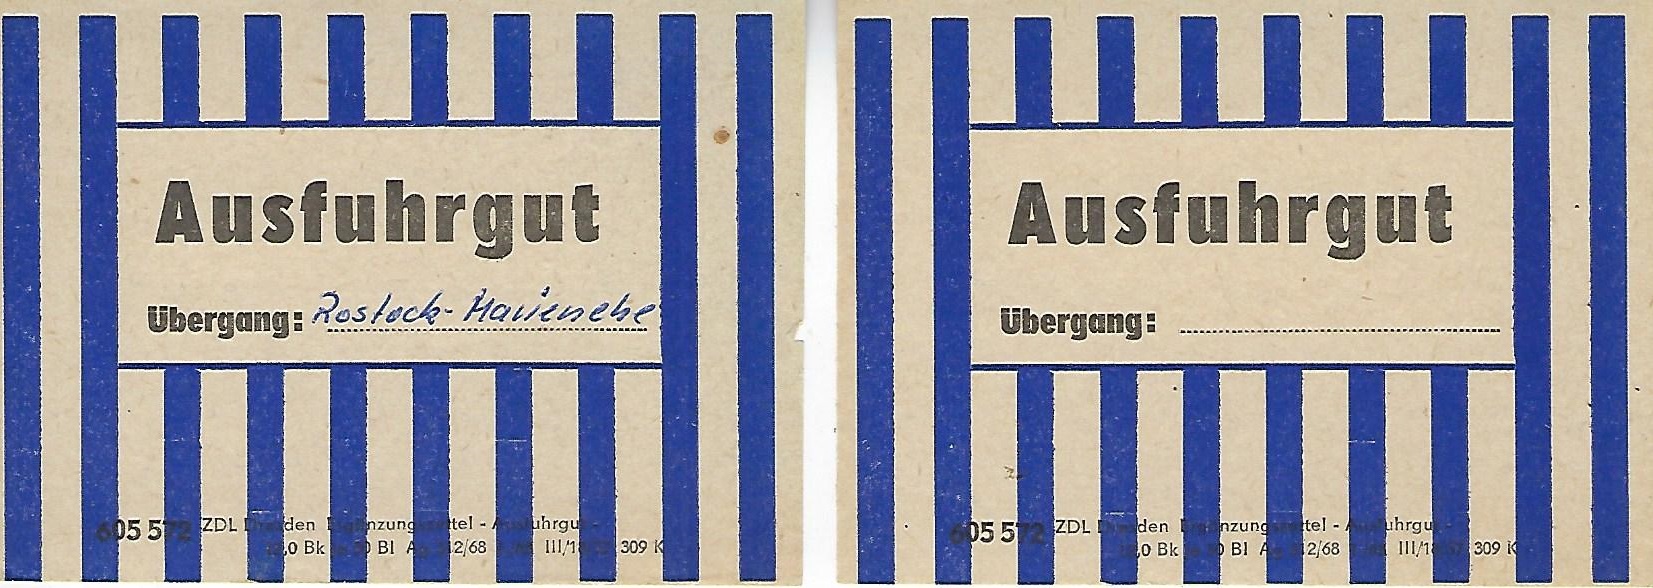 Ausfuhrgut
Übergang: Rostock-Marienehe
605 572 ZDL Dresden Ergänzungszettel - Ausfuhrgut -
Bk 50 Bl Ag 312/68 III/18 309 K
Ausfuhrgut
Übergang:
605 572 ZDL Dresden Ergänzungszettel - Ausfuhrgut -
Bk 50 Bl Ag 312/68 III/18 309 K